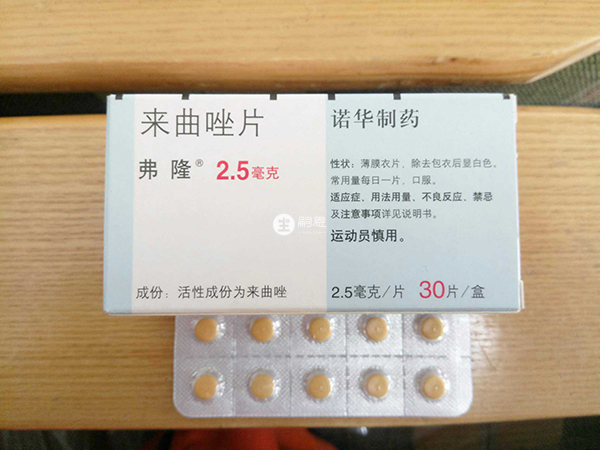 来曲唑片
弗隆® 2.5毫克
成份：活性成份为来曲唑
诺华制药
性状：薄膜衣片，除去包衣后显白色。
常用量每日一片，口服。
适应症、用法用量、不良反应、禁忌
及注意事项详见说明书。
运动员慎用。
2.5毫克/片 30片/盒